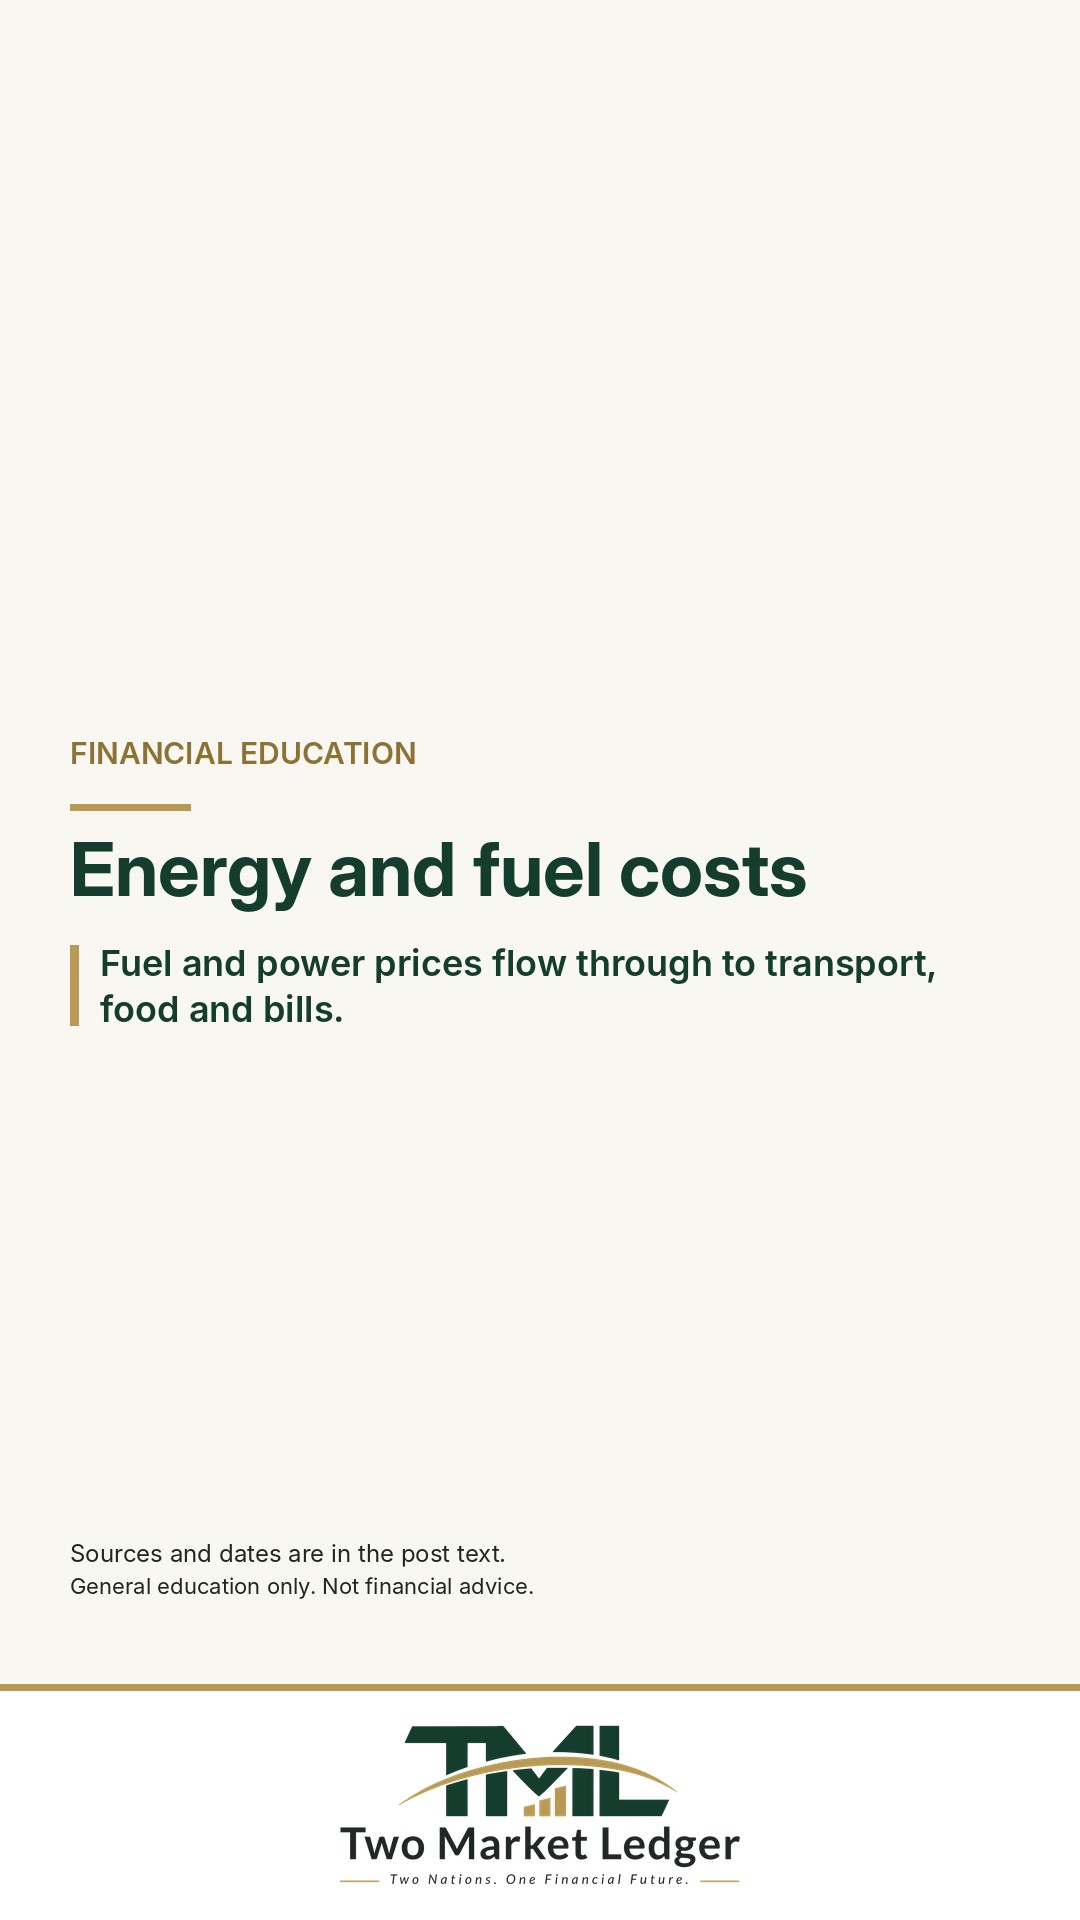 FINANCIAL EDUCATION
Energy and fuel costs
Fuel and power prices flow through to transport,
food and bills.
Sources and dates are in the post text.
General education only. Not financial advice.
TML
Two Market Ledger
Two Nations. One Financial Future.